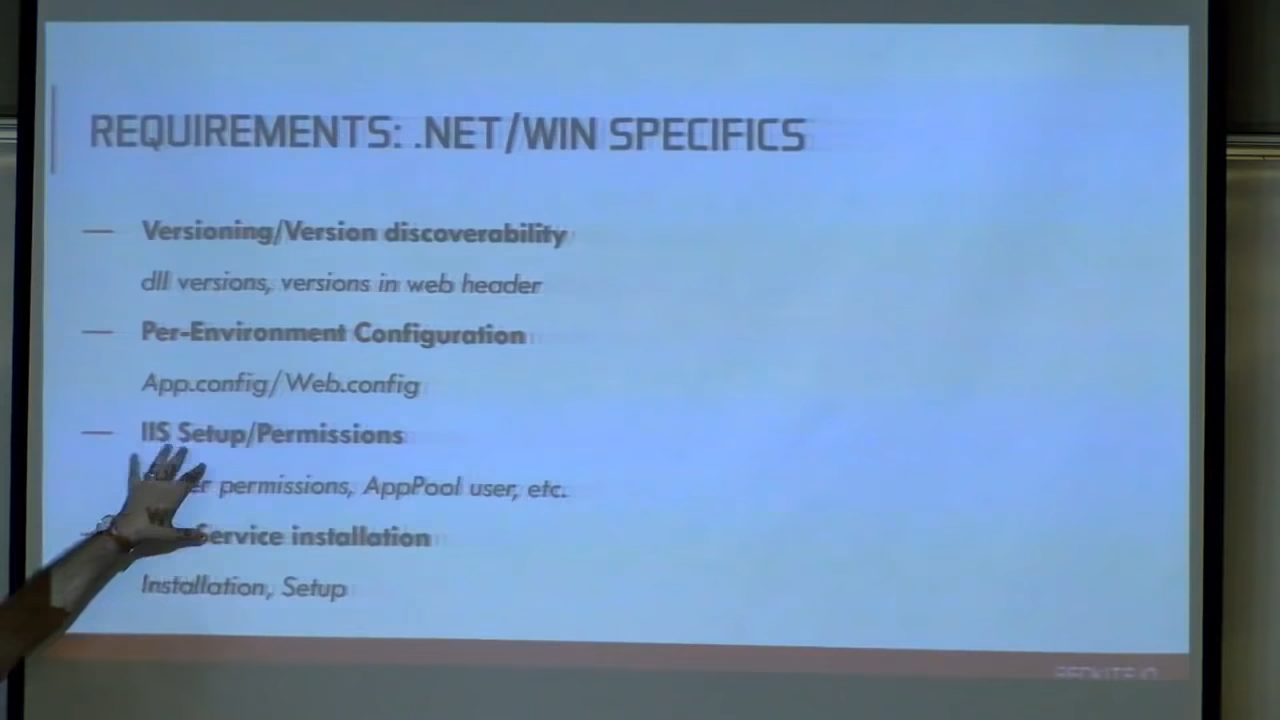 REQUIREMENTS: .NET/WIN SPECIFICS
— Versioning/Version discoverability
dll versions, versions in web header
— Per-Environment Configuration
App.config/Web.config
— IIS Setup/Permissions
permissions, AppPool user, etc.
Service installation
Installation, Setup